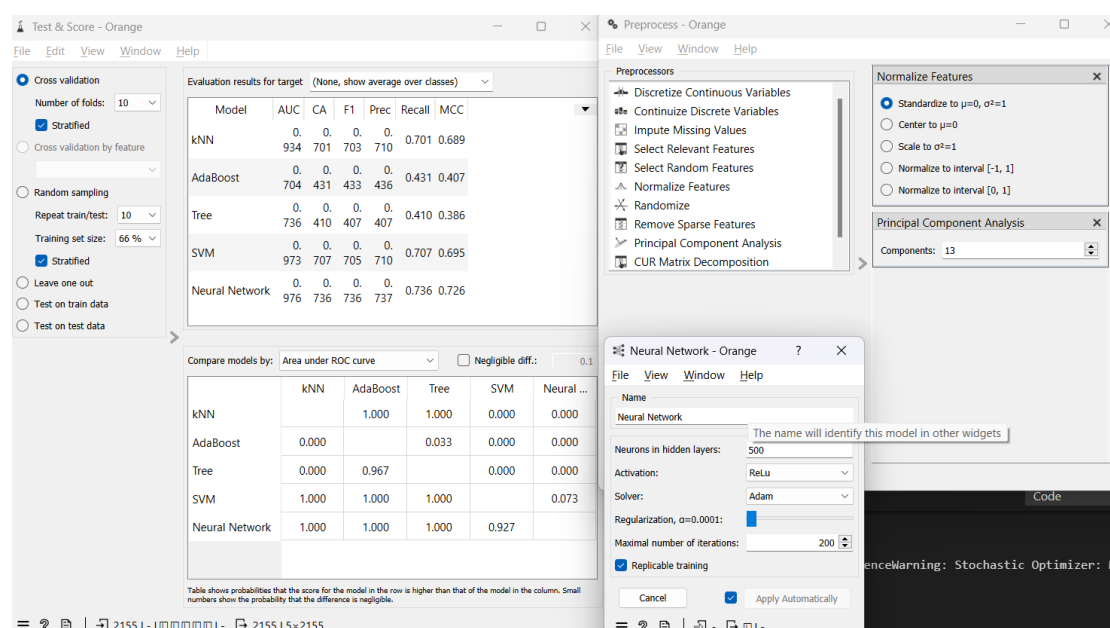 Test & Score - Orange
File Edit View Window Help
Cross validation
Number of folds: 10
Stratified
Cross validation by feature
Random sampling
Repeat train/test: 10
Training set size: 66 %
Stratified
Leave one out
Test on train data
Test on test data
Evaluation results for target (None, show average over classes)
Model AUC CA F1 Prec Recall MCC
kNN 0.934 0.701 0.703 0.710 0.701 0.689
AdaBoost 0.704 0.431 0.433 0.436 0.431 0.407
Tree 0.736 0.410 0.407 0.407 0.410 0.386
SVM 0.973 0.707 0.705 0.710 0.707 0.695
Neural Network 0.976 0.736 0.736 0.737 0.736 0.726
Compare models by: Area under ROC curve Negligible diff.: 0.1
kNN AdaBoost Tree SVM Neural ...
kNN 1.000 1.000 0.000 0.000
AdaBoost 0.000 0.033 0.000 0.000
Tree 0.000 0.967 0.000 0.000
SVM 1.000 1.000 1.000 0.073
Neural Network 1.000 1.000 1.000 0.927
Table shows probabilities that the score for the model in the row is higher than that of the model in the column. Small
numbers show the probability that the difference is negligible.
2155 | - 2155 | 5×2155
Preprocess - Orange
File View Window Help
Preprocessors
Discretize Continuous Variables
Continuize Discrete Variables
Impute Missing Values
Select Relevant Features
Select Random Features
Normalize Features
Randomize
Remove Sparse Features
Principal Component Analysis
CUR Matrix Decomposition
Normalize Features
Standardize to μ=0, σ²=1
Center to μ=0
Scale to σ²=1
Normalize to interval [-1, 1]
Normalize to interval [0, 1]
Principal Component Analysis
Components: 13
Neural Network - Orange ?
File View Window Help
Name
Neural Network
The name will identify this model in other widgets
Neurons in hidden layers: 500
Activation: ReLu
Solver: Adam
Regularization, α=0.0001:
Maximal number of iterations: 200
Replicable training
Cancel Apply Automatically
Code
enceWarning: Stochastic Optimizer: